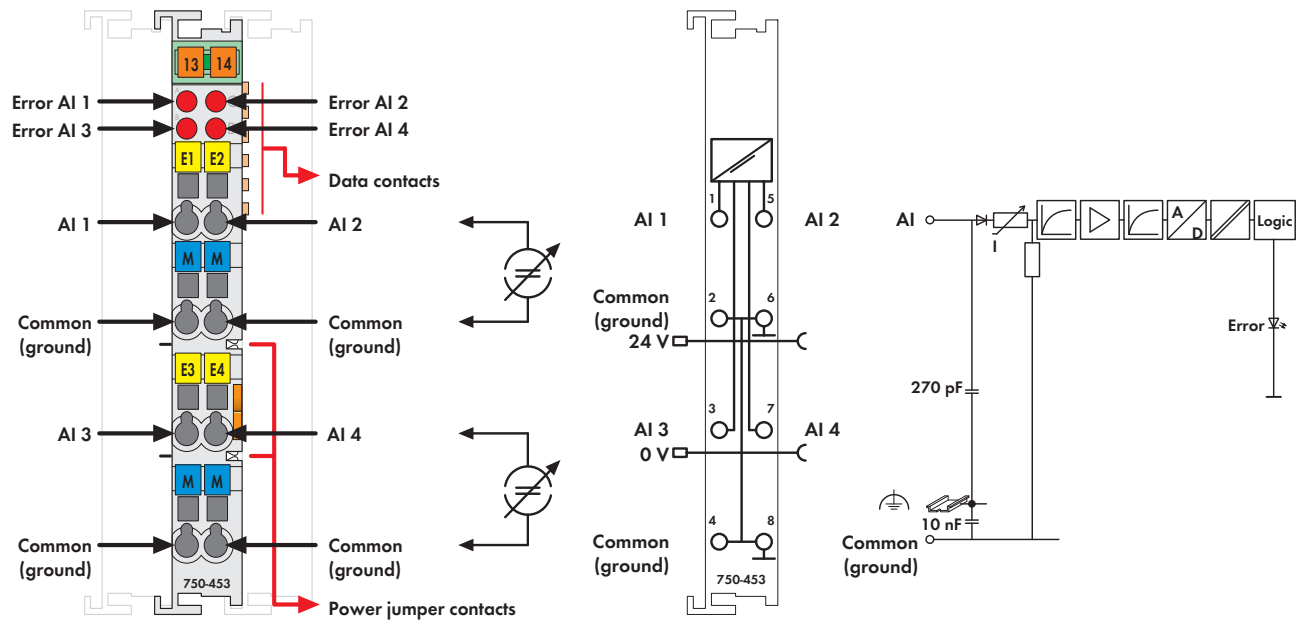 13 14
Error AI 1
Error AI 2
Error AI 3
Error AI 4
E1 E2
Data contacts
AI 1
AI 2
M M
Common
(ground)
Common
(ground)
E3 E4
AI 3
AI 4
M M
Common
(ground)
Common
(ground)
750-453
Power jumper contacts
1
5
AI 1
AI 2
2
6
Common
(ground)
24 V
3
7
AI 3
AI 4
0 V
4
8
Common
(ground)
750-453
AI
I
A
D
Logic
Error
270 pF
10 nF
Common
(ground)